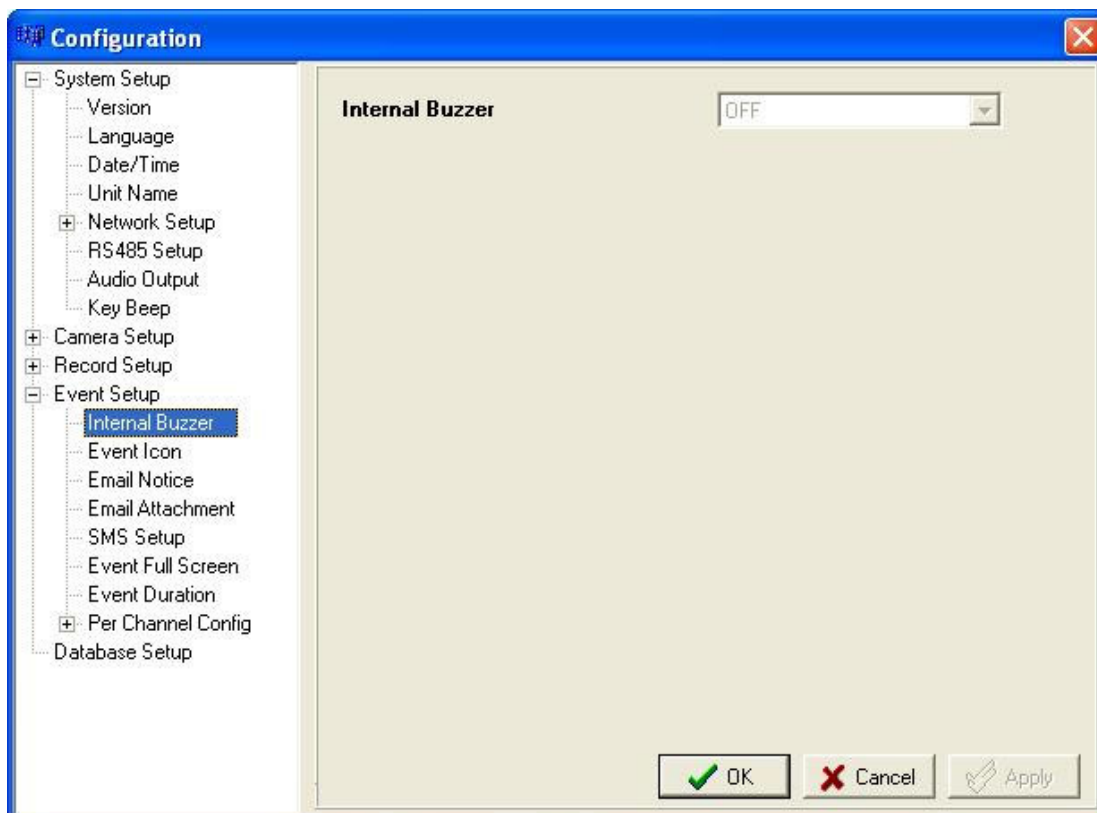 Configuration
System Setup
Version
Language
Date/Time
Unit Name
Network Setup
RS485 Setup
Audio Output
Key Beep
Camera Setup
Record Setup
Event Setup
Internal Buzzer
Event Icon
Email Notice
Email Attachment
SMS Setup
Event Full Screen
Event Duration
Per Channel Config
Database Setup
Internal Buzzer OFF
OK Cancel Apply